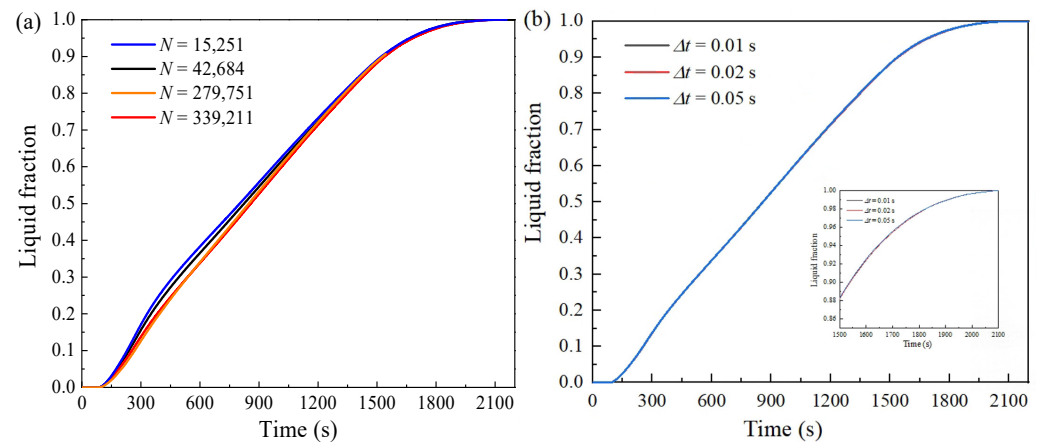 (a)
1.0
0.9
0.8
0.7
0.6
0.5
0.4
0.3
0.2
0.1
0.0
Liquid fraction
N = 15,251
N = 42,684
N = 279,751
N = 339,211
0 300 600 900 1200 1500 1800 2100
Time (s)
(b)
1.0
0.9
0.8
0.7
0.6
0.5
0.4
0.3
0.2
0.1
0.0
Liquid fraction
Δt = 0.01 s
Δt = 0.02 s
Δt = 0.05 s
1.00
0.98
0.96
0.94
0.92
0.90
0.88
0.86
Liquid fraction
Δt = 0.01 s
Δt = 0.02 s
Δt = 0.05 s
1500 1600 1700 1800 1900 2000 2100
Time (s)
0 300 600 900 1200 1500 1800 2100
Time (s)